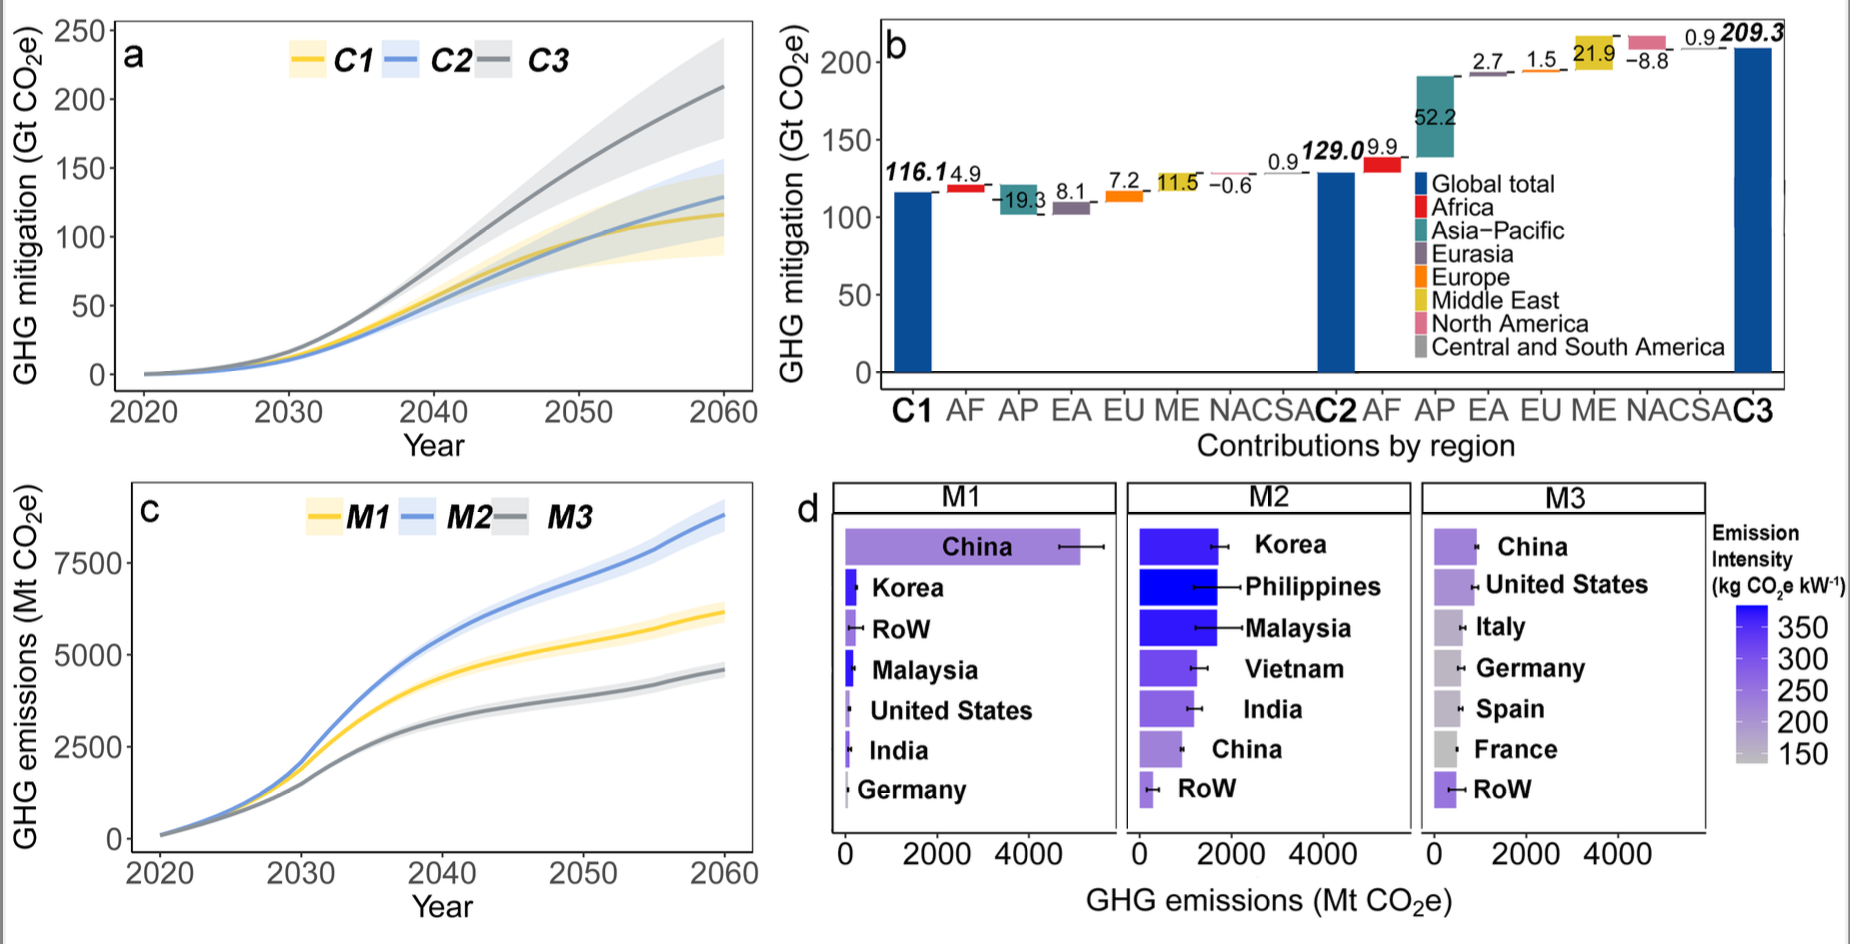 a
C1 C2 C3
GHG mitigation (Gt CO₂e)
250
200
150
100
50
0
2020 2030 2040 2050 2060
Year
b
GHG mitigation (Gt CO₂e)
200
150
100
50
0
116.1 4.9 −19.3 8.1 7.2 11.5 −0.6 0.9 129.0 9.9 52.2 2.7 1.5 21.9 −8.8 0.9 209.3
Global total
Africa
Asia−Pacific
Eurasia
Europe
Middle East
North America
Central and South America
C1 AF AP EA EU ME NA CSA C2 AF AP EA EU ME NA CSA C3
Contributions by region
c
M1 M2 M3
GHG emissions (Mt CO₂e)
7500
5000
2500
0
2020 2030 2040 2050 2060
Year
d
M1
China
Korea
RoW
Malaysia
United States
India
Germany
0 2000 4000
M2
Korea
Philippines
Malaysia
Vietnam
India
China
RoW
0 2000 4000
M3
China
United States
Italy
Germany
Spain
France
RoW
0 2000 4000
GHG emissions (Mt CO₂e)
Emission
Intensity
(kg CO₂e kW⁻¹)
350
300
250
200
150